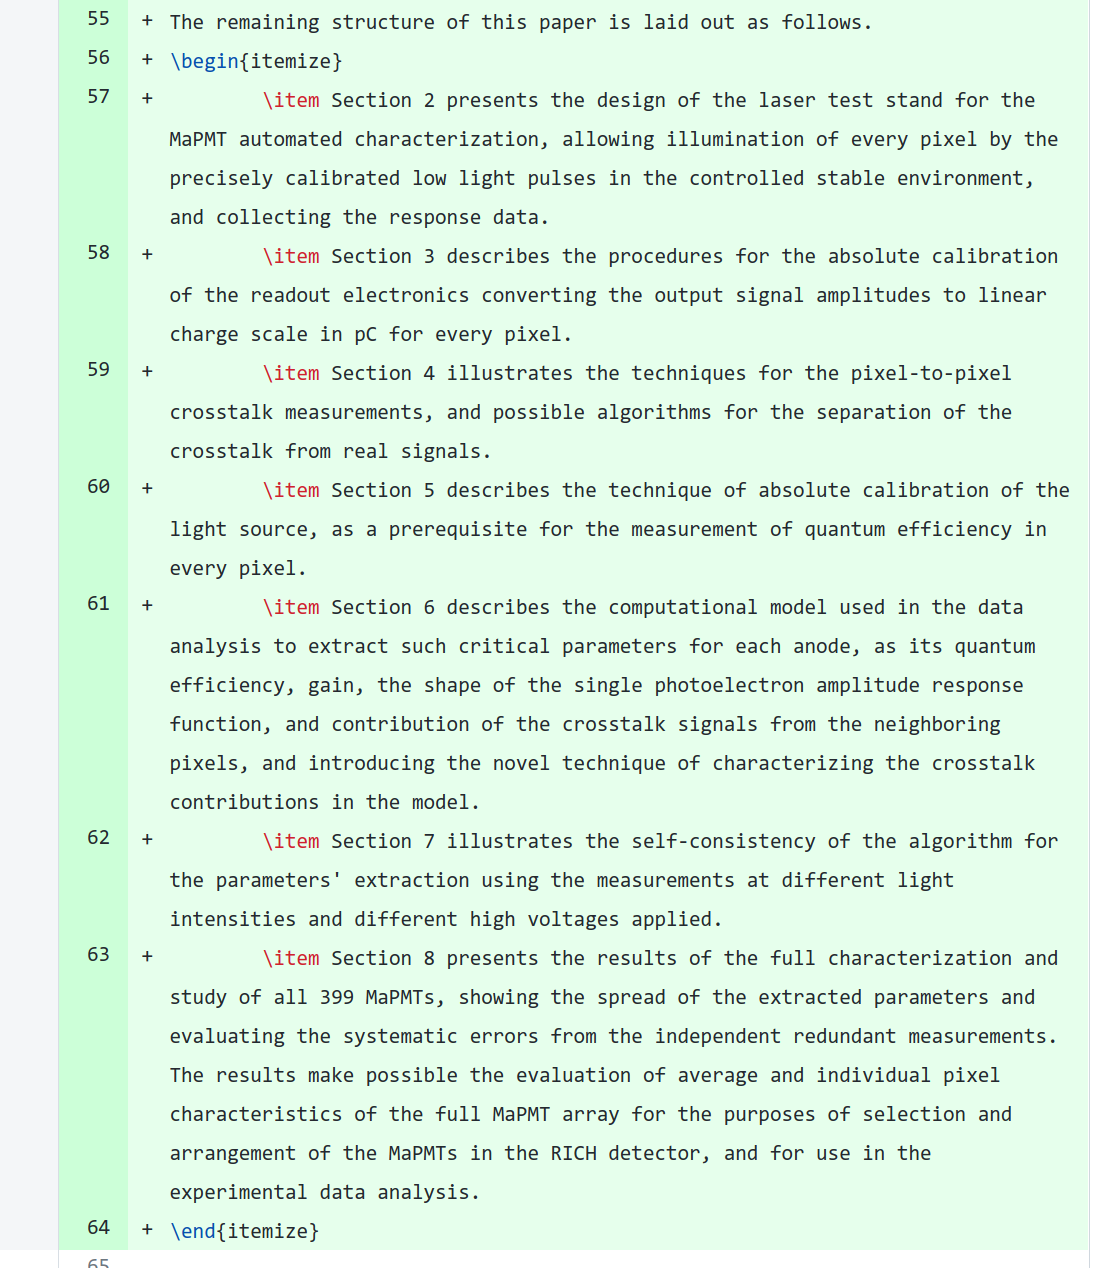 55 + The remaining structure of this paper is laid out as follows.
56 + \begin{itemize}
57 + \item Section 2 presents the design of the laser test stand for the
MaPMT automated characterization, allowing illumination of every pixel by the
precisely calibrated low light pulses in the controlled stable environment,
and collecting the response data.
58 + \item Section 3 describes the procedures for the absolute calibration
of the readout electronics converting the output signal amplitudes to linear
charge scale in pC for every pixel.
59 + \item Section 4 illustrates the techniques for the pixel-to-pixel
crosstalk measurements, and possible algorithms for the separation of the
crosstalk from real signals.
60 + \item Section 5 describes the technique of absolute calibration of the
light source, as a prerequisite for the measurement of quantum efficiency in
every pixel.
61 + \item Section 6 describes the computational model used in the data
analysis to extract such critical parameters for each anode, as its quantum
efficiency, gain, the shape of the single photoelectron amplitude response
function, and contribution of the crosstalk signals from the neighboring
pixels, and introducing the novel technique of characterizing the crosstalk
contributions in the model.
62 + \item Section 7 illustrates the self-consistency of the algorithm for
the parameters' extraction using the measurements at different light
intensities and different high voltages applied.
63 + \item Section 8 presents the results of the full characterization and
study of all 399 MaPMTs, showing the spread of the extracted parameters and
evaluating the systematic errors from the independent redundant measurements.
The results make possible the evaluation of average and individual pixel
characteristics of the full MaPMT array for the purposes of selection and
arrangement of the MaPMTs in the RICH detector, and for use in the
experimental data analysis.
64 + \end{itemize}
65